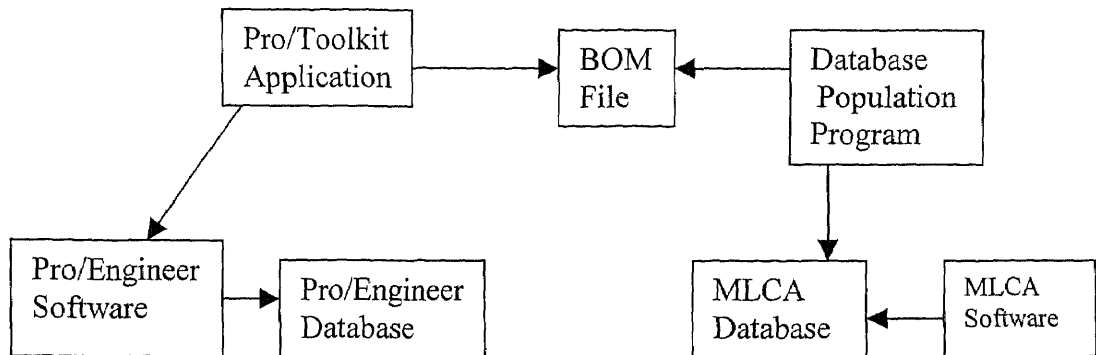 Pro/Toolkit
Application
BOM
File
Database
Population
Program
Pro/Engineer
Software
Pro/Engineer
Database
MLCA
Database
MLCA
Software